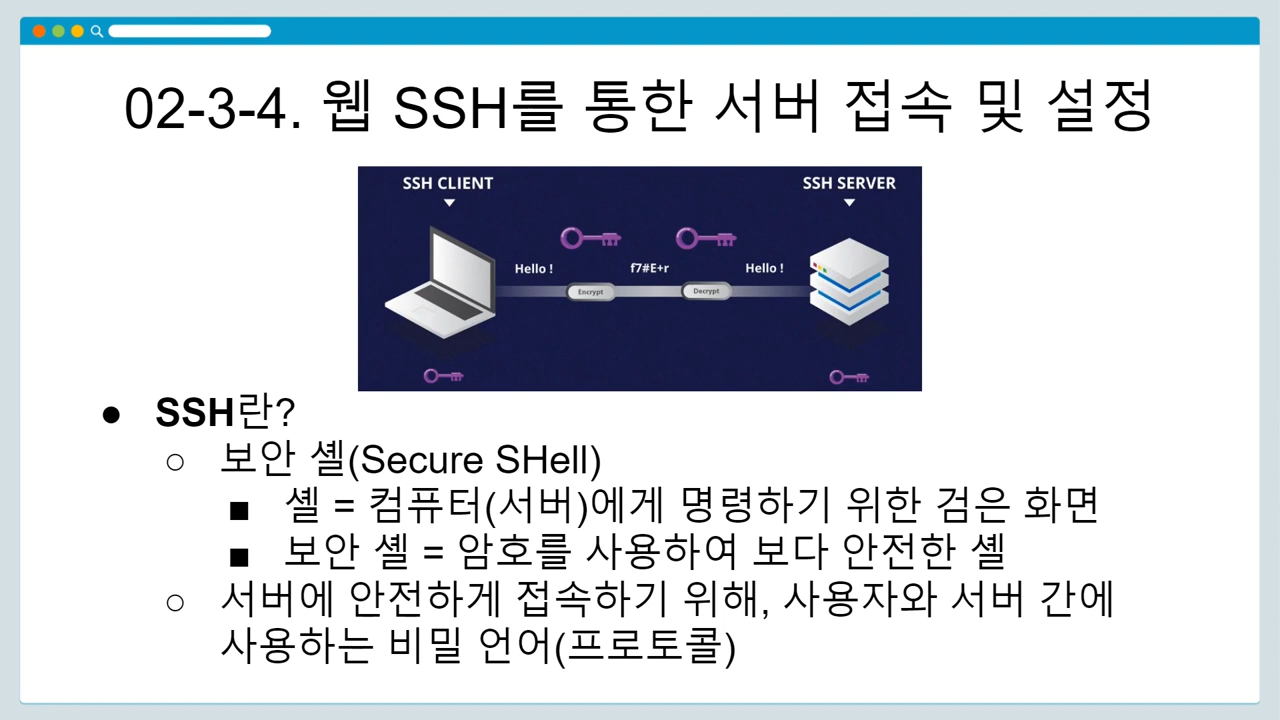 02-3-4. 웹 SSH를 통한 서버 접속 및 설정
SSH CLIENT
SSH SERVER
Hello !
f7#E+r
Hello !
Encrypt
Decrypt
● SSH란?
○ 보안 셸(Secure SHell)
■ 셸 = 컴퓨터(서버)에게 명령하기 위한 검은 화면
■ 보안 셸 = 암호를 사용하여 보다 안전한 셸
○ 서버에 안전하게 접속하기 위해, 사용자와 서버 간에
사용하는 비밀 언어(프로토콜)